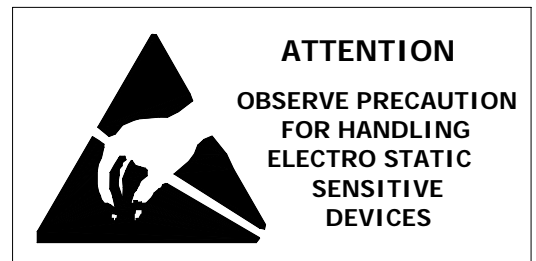 ATTENTION
OBSERVE PRECAUTION
FOR HANDLING
ELECTRO STATIC
SENSITIVE
DEVICES